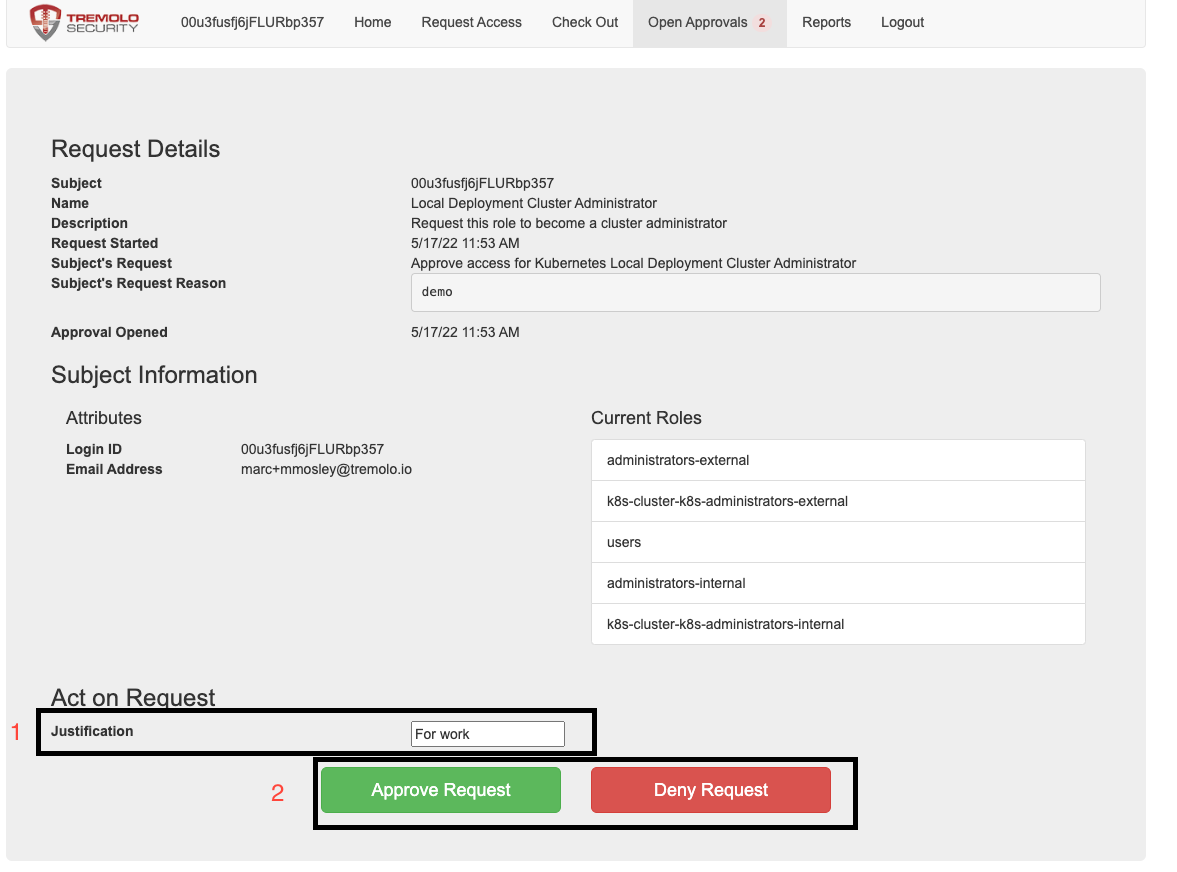 TREMOLO
SECURITY
00u3fusfj6jFLURbp357 Home Request Access Check Out Open Approvals 2 Reports Logout
Request Details
Subject 00u3fusfj6jFLURbp357
Name Local Deployment Cluster Administrator
Description Request this role to become a cluster administrator
Request Started 5/17/22 11:53 AM
Subject's Request Approve access for Kubernetes Local Deployment Cluster Administrator
Subject's Request Reason demo
Approval Opened 5/17/22 11:53 AM
Subject Information
Attributes
Login ID 00u3fusfj6jFLURbp357
Email Address marc+mmosley@tremolo.io
Current Roles
administrators-external
k8s-cluster-k8s-administrators-external
users
administrators-internal
k8s-cluster-k8s-administrators-internal
Act on Request
1 Justification For work
2 Approve Request Deny Request